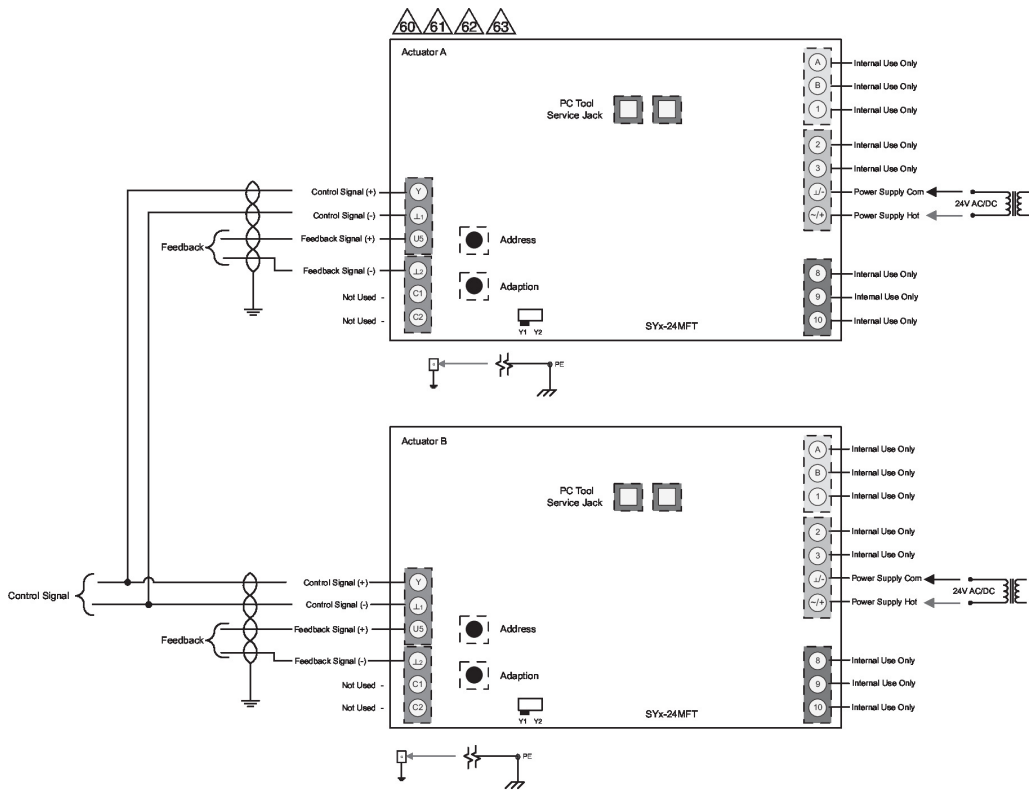 60 61 62 63
Actuator A
A Internal Use Only
B Internal Use Only
1 Internal Use Only
PC Tool
Service Jack
2 Internal Use Only
3 Internal Use Only
Control Signal (+) Y
⊥/- Power Supply Com
24V AC/DC
Control Signal (-) ⊥1
~/+ Power Supply Hot
Feedback
Feedback Signal (+) U5
Address
Feedback Signal (-) ⊥2
8 Internal Use Only
Not Used - C1
Adaption
9 Internal Use Only
Not Used - C2
10 Internal Use Only
Y1 Y2
SYx-24MFT
PE
Actuator B
A Internal Use Only
B Internal Use Only
1 Internal Use Only
PC Tool
Service Jack
2 Internal Use Only
3 Internal Use Only
Control Signal
Control Signal (+) Y
⊥/- Power Supply Com
24V AC/DC
Control Signal (-) ⊥1
~/+ Power Supply Hot
Feedback
Feedback Signal (+) U5
Address
Feedback Signal (-) ⊥2
8 Internal Use Only
Not Used - C1
Adaption
9 Internal Use Only
Not Used - C2
10 Internal Use Only
Y1 Y2
SYx-24MFT
PE